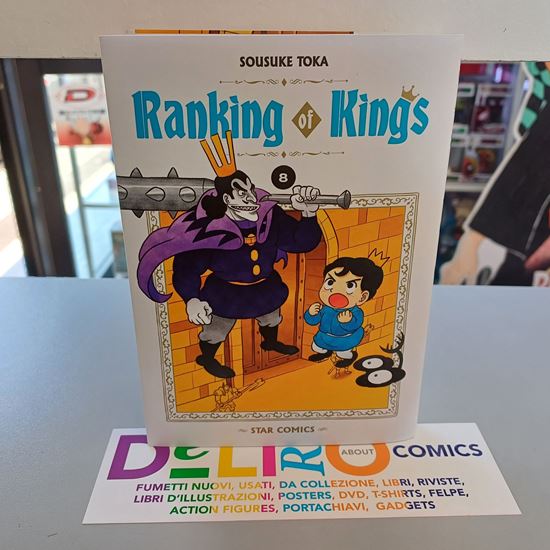 SOUSUKE TOKA
Ranking of Kings
8
STAR COMICS
DeLiRO ABOUT COMICS
FUMETTI NUOVI, USATI, DA COLLEZIONE, LIBRI, RIVISTE,
LIBRI D'ILLUSTRAZIONI, POSTERS, DVD, T-SHIRTS, FELPE,
ACTION FIGURES, PORTACHIAVI, GADGETS